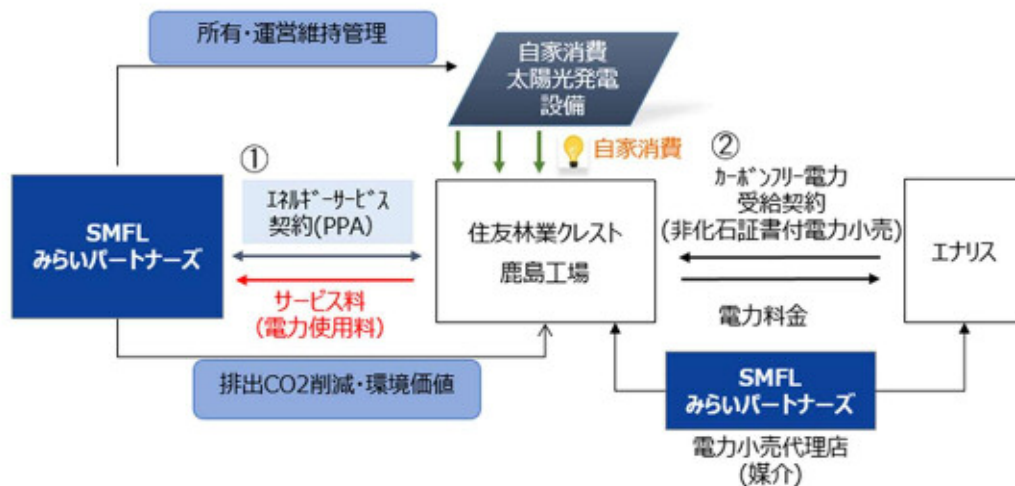 所有・運営維持管理
自家消費
太陽光発電
設備
自家消費
①
ｴﾈﾙｷﾞｰｻｰﾋﾞｽ
契約(PPA)
SMFL
みらいパートナーズ
サービス料
(電力使用料)
排出CO2削減・環境価値
住友林業クレスト
鹿島工場
②
ｶｰﾎﾞﾝﾌﾘｰ電力
受給契約
(非化石証書付電力小売)
電力料金
エナリス
SMFL
みらいパートナーズ
電力小売代理店
(媒介)